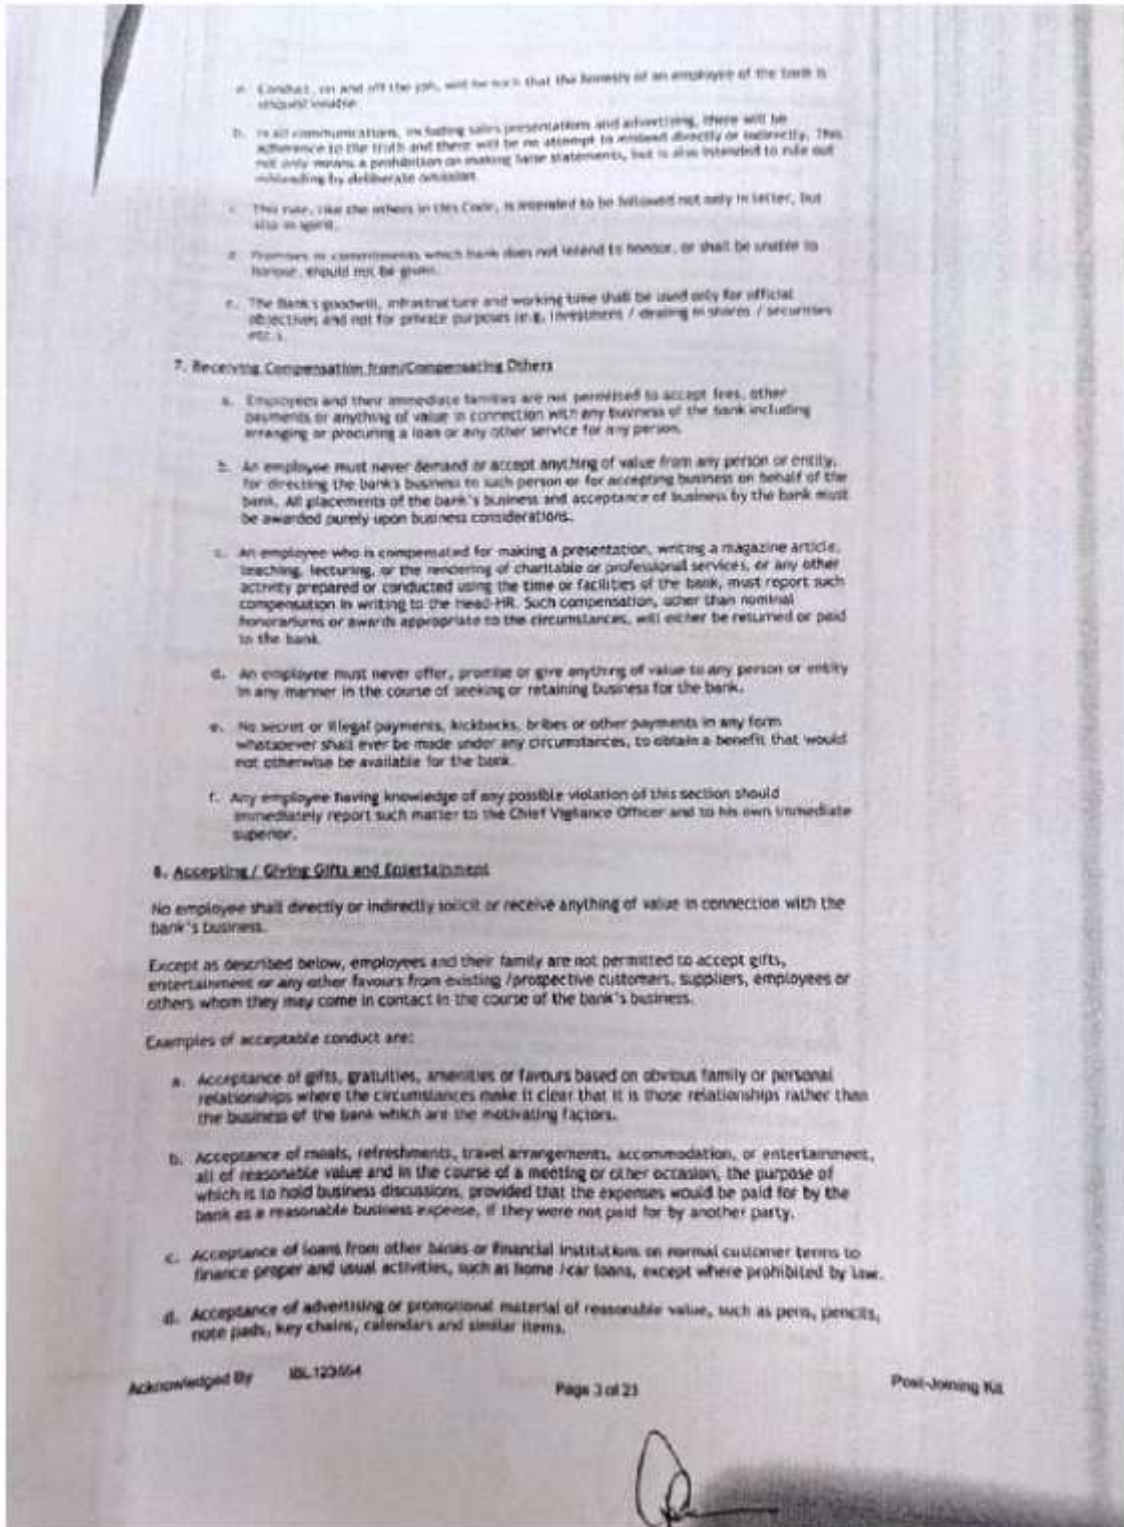 a. Conduct, on and off the job, will be such that the honesty of an employee of the bank is
unquestionable.
b. In all communications, including sales presentations and advertising, there will be
adherence to the truth and there will be no attempt to mislead directly or indirectly. This
not only means a prohibition on making false statements, but is also intended to rule out
misleading by deliberate omission.
c. This rule, like the others in this Code, is intended to be followed not only in letter, but
also in spirit.
d. Promises or commitments which bank does not intend to honour, or shall be unable to
honour, should not be given.
e. The Bank's goodwill, infrastructure and working time shall be used only for official
objectives and not for private purposes (e.g. investment / dealing in shares / securities
etc.).
7. Receiving Compensation from/Compensating Others
a. Employees and their immediate families are not permitted to accept fees, other
payments or anything of value in connection with any business of the bank including
arranging or procuring a loan or any other service for any person.
b. An employee must never demand or accept anything of value from any person or entity,
for directing the bank's business to such person or for accepting business on behalf of the
bank. All placements of the bank's business and acceptance of business by the bank must
be awarded purely upon business considerations.
c. An employee who is compensated for making a presentation, writing a magazine article,
teaching, lecturing, or the rendering of charitable or professional services, or any other
activity prepared or conducted using the time or facilities of the bank, must report such
compensation in writing to the Head-HR. Such compensation, other than nominal
honorariums or awards appropriate to the circumstances, will either be returned or paid
to the bank.
d. An employee must never offer, promise or give anything of value to any person or entity
in any manner in the course of seeking or retaining business for the bank.
e. No secret or illegal payments, kickbacks, bribes or other payments in any form
whatsoever shall ever be made under any circumstances, to obtain a benefit that would
not otherwise be available for the bank.
f. Any employee having knowledge of any possible violation of this section should
immediately report such matter to the Chief Vigilance Officer and to his own immediate
superior.
8. Accepting / Giving Gifts and Entertainment
No employee shall directly or indirectly solicit or receive anything of value in connection with the
bank's business.
Except as described below, employees and their family are not permitted to accept gifts,
entertainment or any other favours from existing /prospective customers, suppliers, employees or
others whom they may come in contact in the course of the bank's business.
Examples of acceptable conduct are:
a. Acceptance of gifts, gratuities, amenities or favours based on obvious family or personal
relationships where the circumstances make it clear that it is those relationships rather than
the business of the bank which are the motivating factors.
b. Acceptance of meals, refreshments, travel arrangements, accommodation, or entertainment,
all of reasonable value and in the course of a meeting or other occasion, the purpose of
which is to hold business discussions, provided that the expenses would be paid for by the
bank as a reasonable business expense, if they were not paid for by another party.
c. Acceptance of loans from other banks or financial institutions on normal customer terms to
finance proper and usual activities, such as home /car loans, except where prohibited by law.
d. Acceptance of advertising or promotional material of reasonable value, such as pens, pencils,
note pads, key chains, calendars and similar items.
Acknowledged By IBL123554 Page 3 of 21 Post-Joining Kit